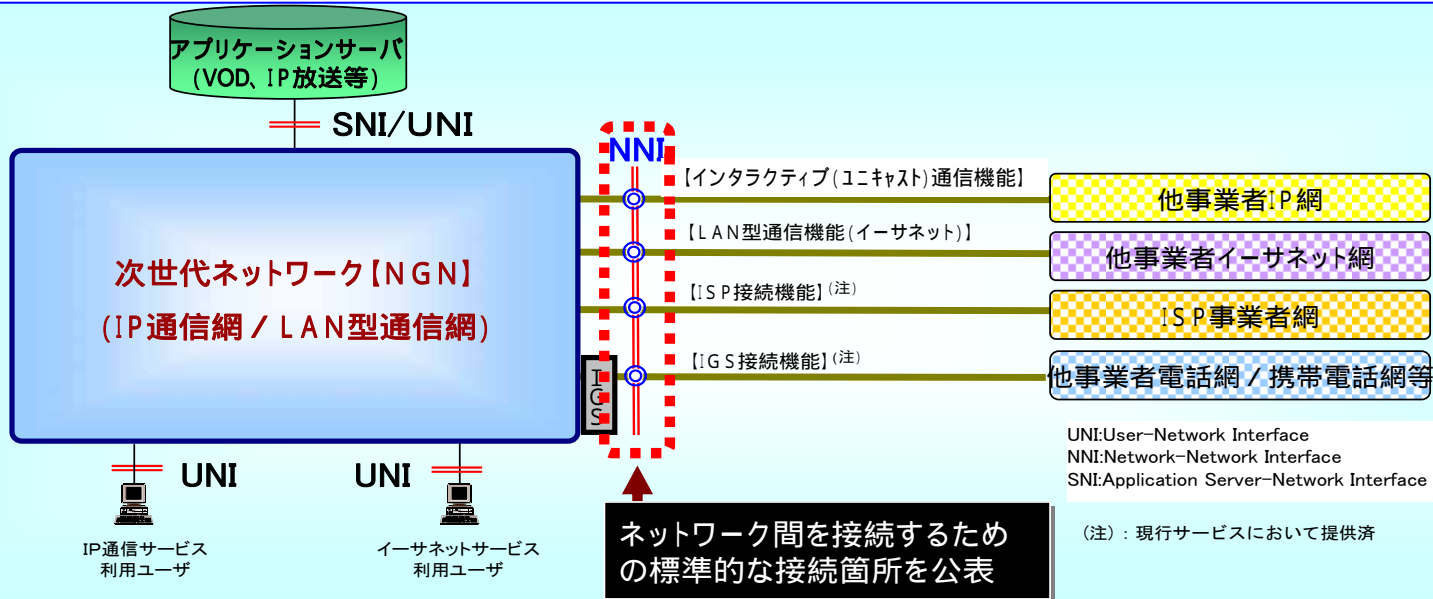 アプリケーションサーバ
(VOD、IP放送等)
SNI/UNI
NNI
【インタラクティブ(ユニキャスト)通信機能】
他事業者IP網
【LAN型通信機能(イーサネット)】
他事業者イーサネット網
次世代ネットワーク【NGN】
(IP通信網/LAN型通信網)
【ISP接続機能】(注)
ISP事業者網
【IGS接続機能】(注)
他事業者電話網/携帯電話網等
IGS
UNI:User-Network Interface
NNI:Network-Network Interface
SNI:Application Server-Network Interface
UNI
UNI
IP通信サービス
利用ユーザ
イーサネットサービス
利用ユーザ
ネットワーク間を接続するため
の標準的な接続箇所を公表
(注):現行サービスにおいて提供済